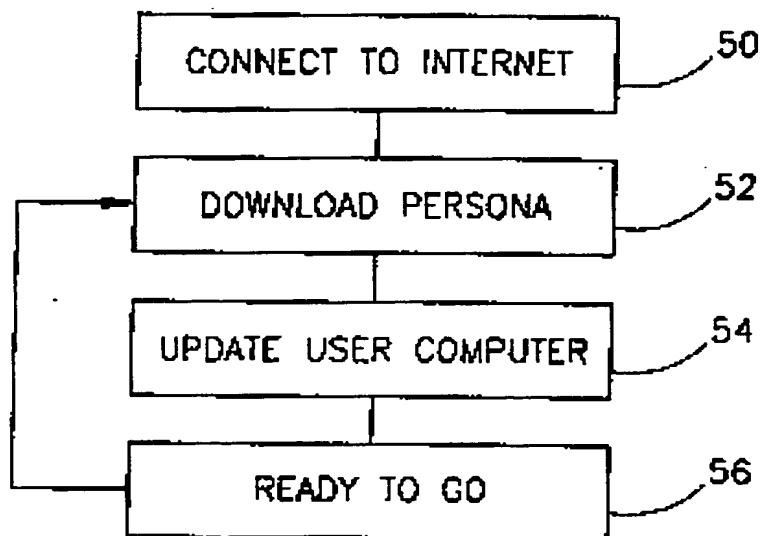 CONNECT TO INTERNET
50
DOWNLOAD PERSONA
52
UPDATE USER COMPUTER
54
READY TO GO
56